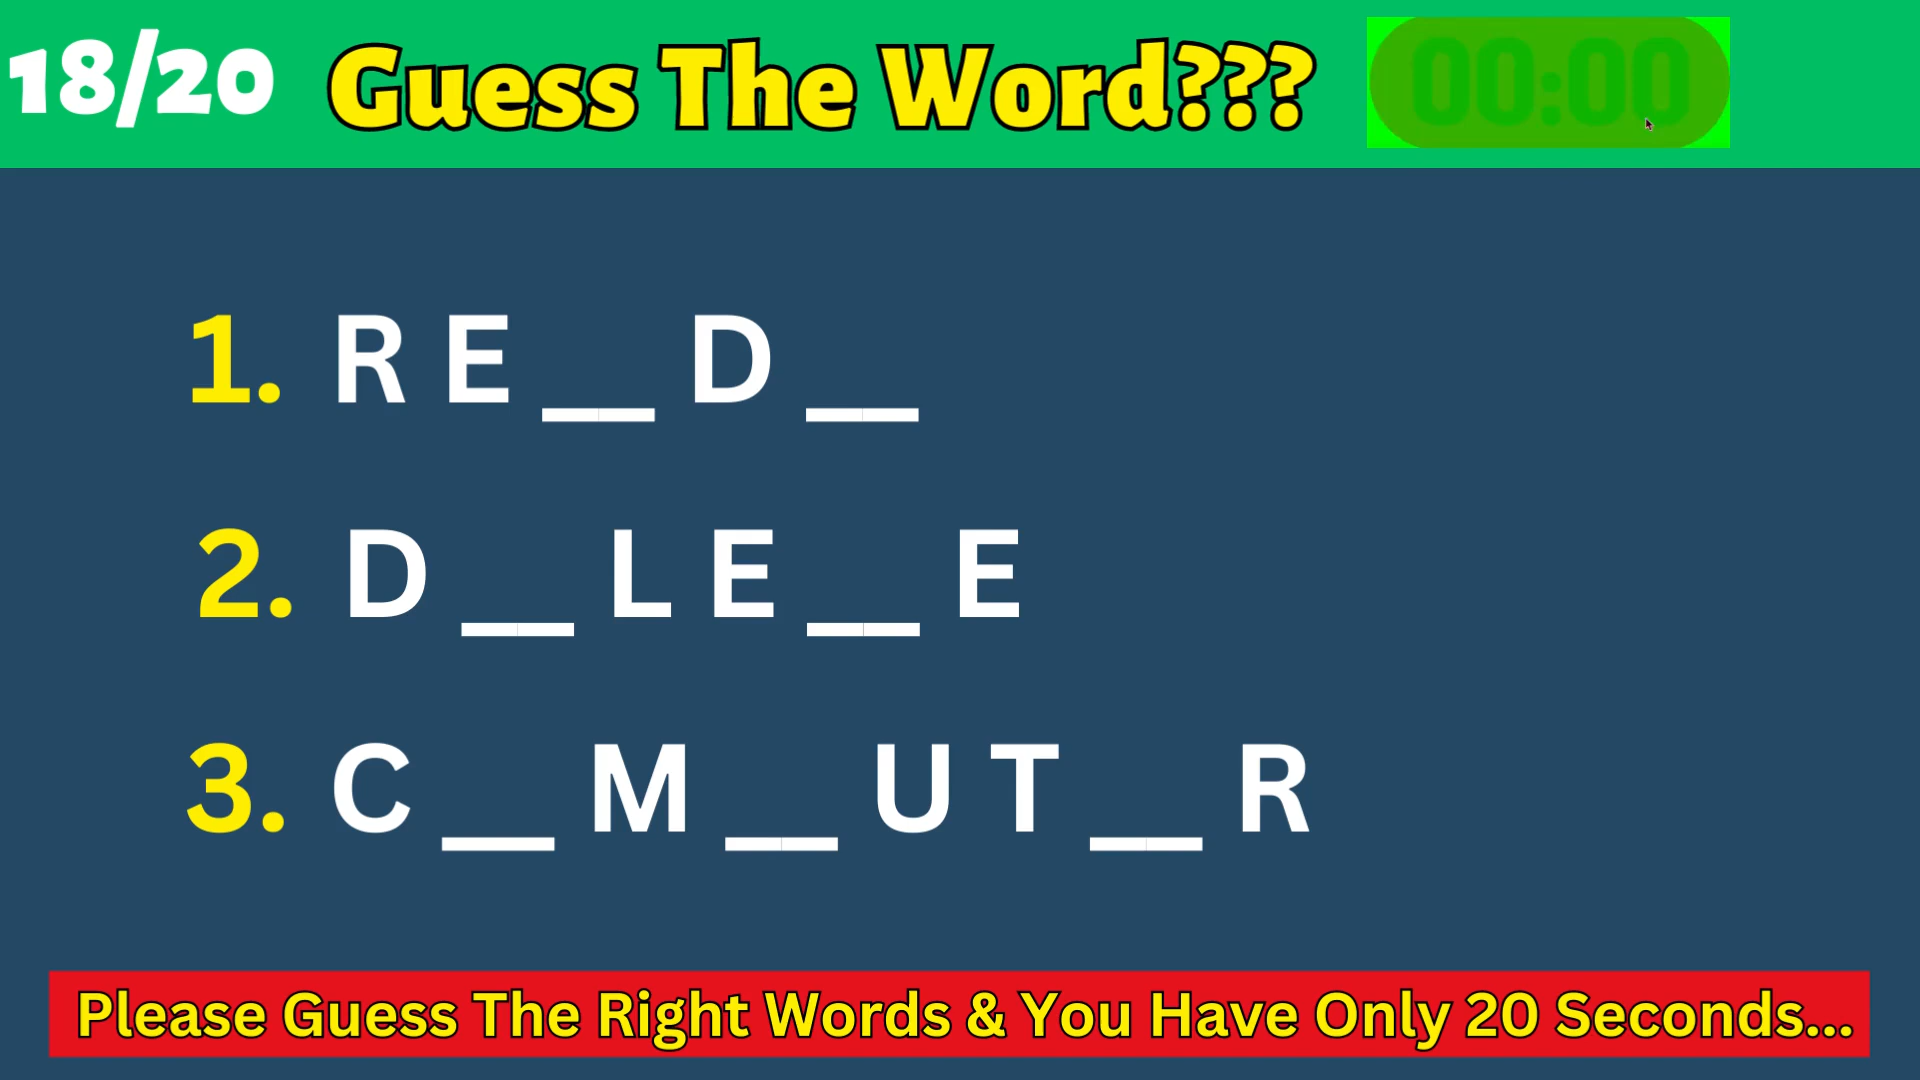 18/20 Guess The Word??? 00:00
1. R E __ D __
2. D __ L E __ E
3. C __ M __ U T __ R
Please Guess The Right Words & You Have Only 20 Seconds...